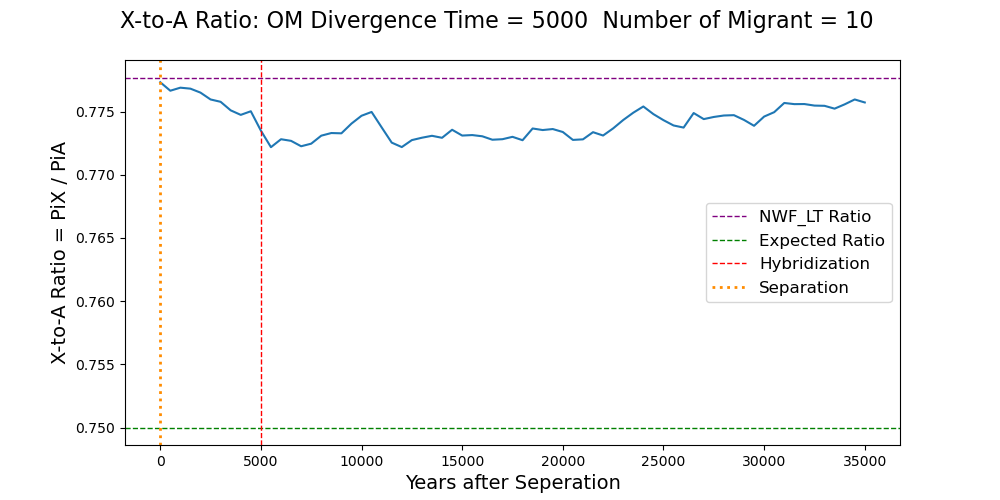 X-to-A Ratio: OM Divergence Time = 5000  Number of Migrant = 10
X-to-A Ratio = PiX / PiA
0.775
0.770
0.765
0.760
0.755
0.750
NWF_LT Ratio
Expected Ratio
Hybridization
Separation
0 5000 10000 15000 20000 25000 30000 35000
Years after Seperation